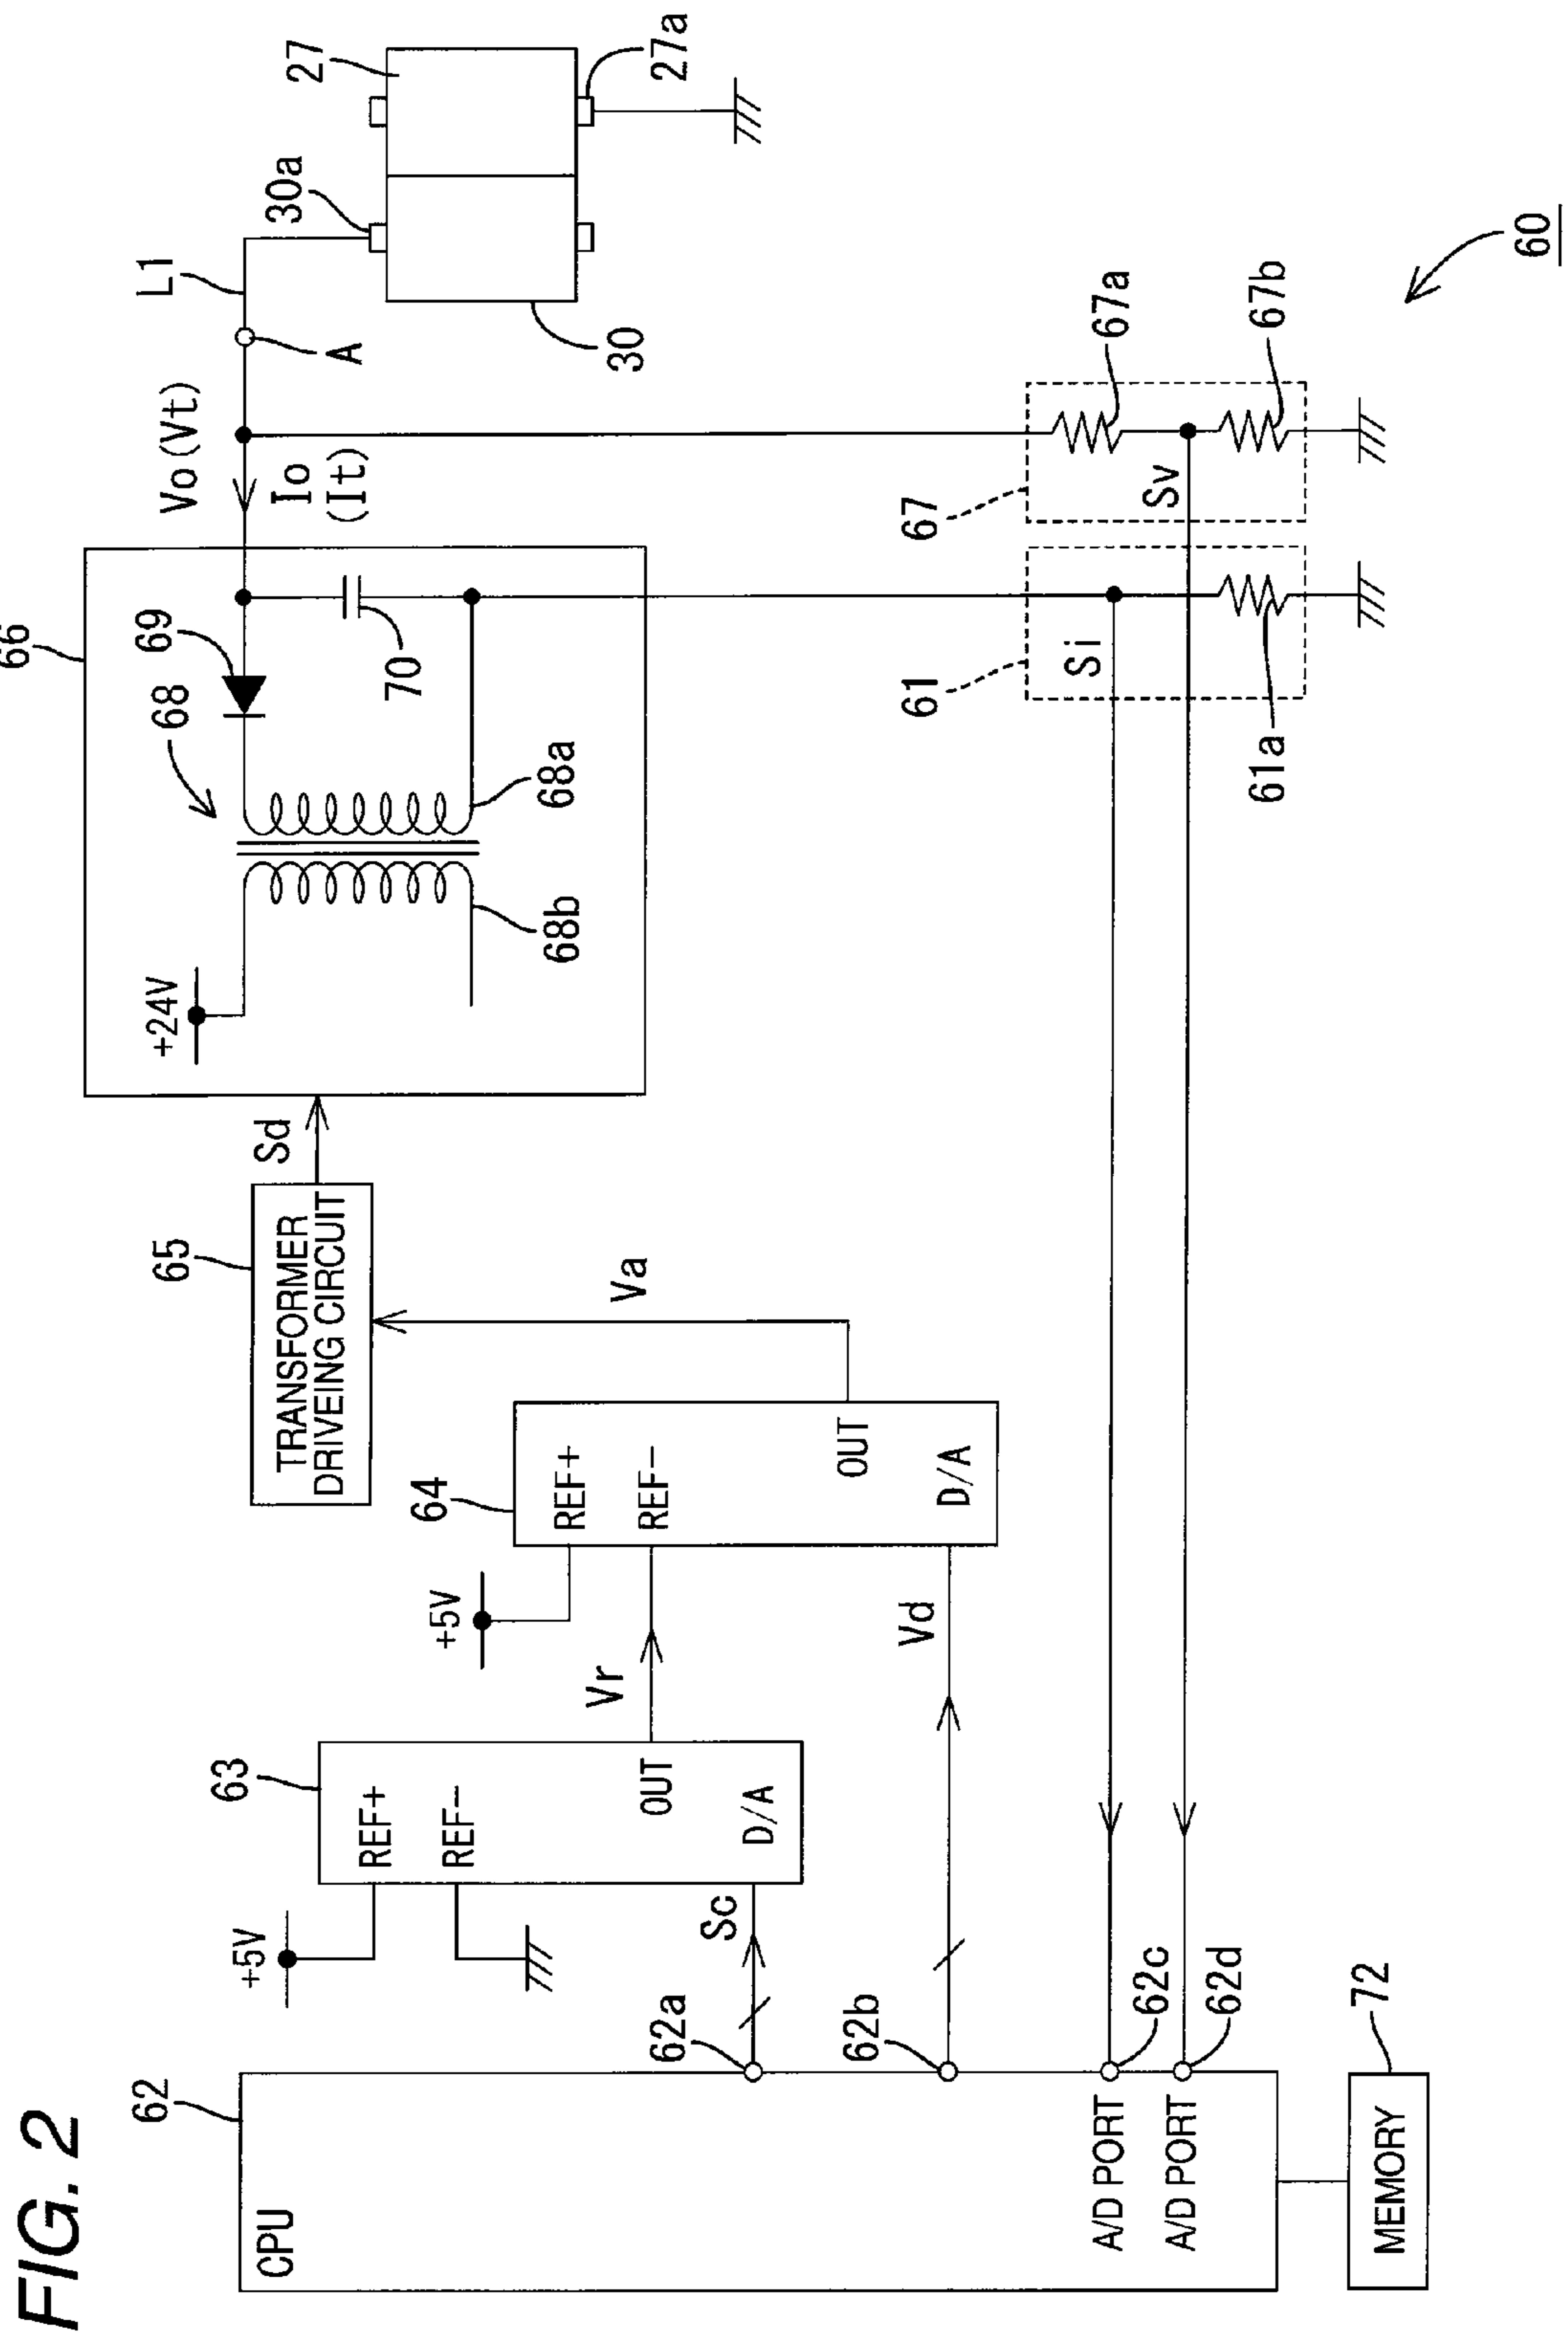 FIG. 2
62
CPU
62a
62b
62c
62d
A/D PORT
A/D PORT
72
MEMORY
+5V
63
REF+
REF-
OUT
D/A
Sc
Vr
Vd
+5V
64
REF+
REF-
OUT
D/A
Va
65
TRANSFORMER
DRIVEING CIRCUIT
Sd
66
+24V
68
69
68b
68a
70
Vo(Vt)
Io
(It)
L1
A
30a
27
27a
30
61
Si
61a
67
Sv
67a
67b
60